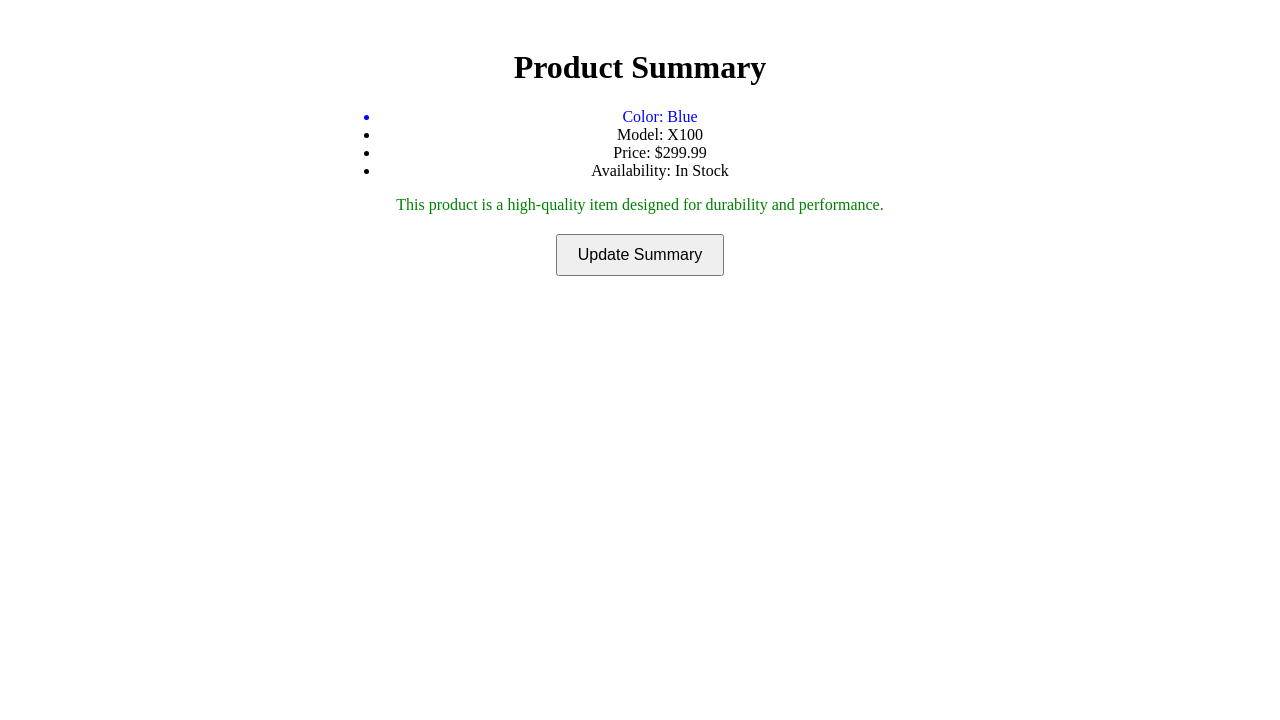 Product Summary
Color: Blue
Model: X100
Price: $299.99
Availability: In Stock
This product is a high-quality item designed for durability and performance.
Update Summary